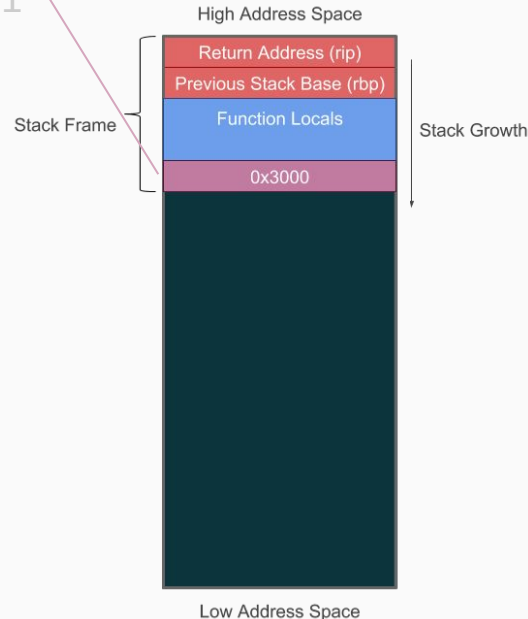 High Address Space
Return Address (rip)
Previous Stack Base (rbp)
Function Locals
Stack Frame
Stack Growth
0x3000
Low Address Space